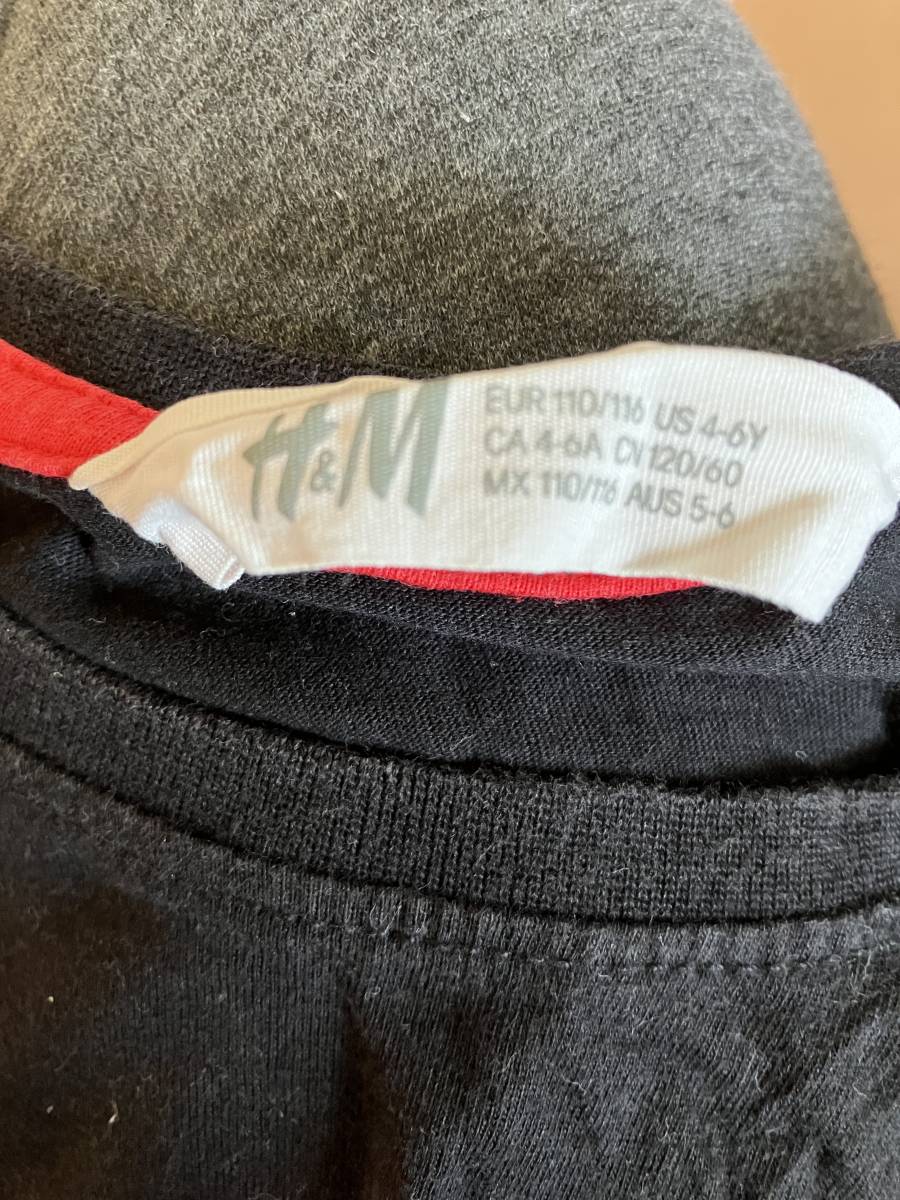 H&M
EUR 110/116 US 4-6Y
CA 4-6A CN 120/60
MX 110/116 AUS 5-6